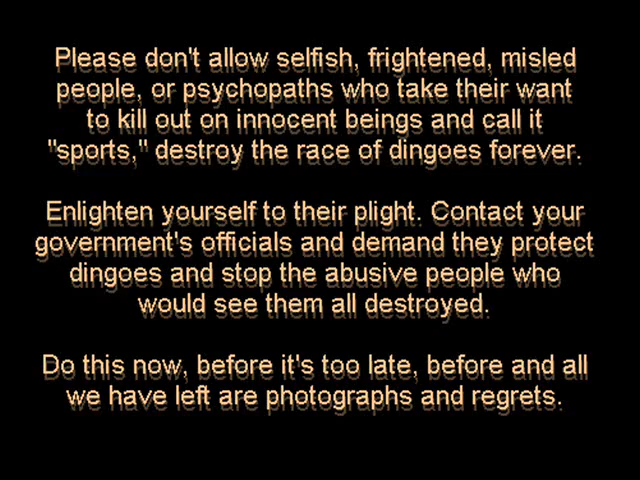 Please don't allow selfish, frightened, misled
people, or psychopaths who take their want
to kill out on innocent beings and call it
"sports," destroy the race of dingoes forever.
Enlighten yourself to their plight. Contact your
government's officials and demand they protect
dingoes and stop the abusive people who
would see them all destroyed.
Do this now, before it's too late, before and all
we have left are photographs and regrets.